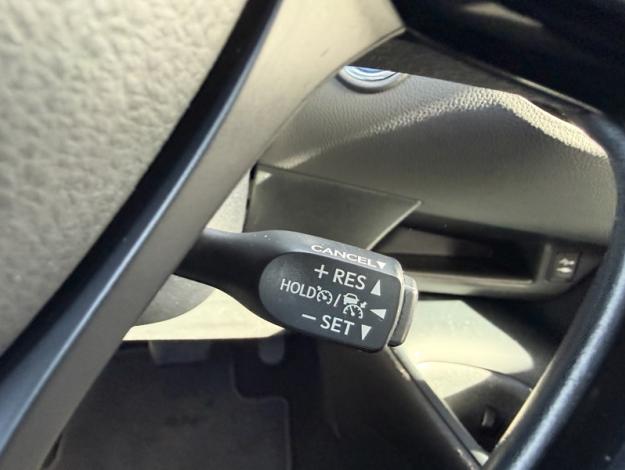 CANCEL▼
+ RES ▲
HOLD /
− SET ▼